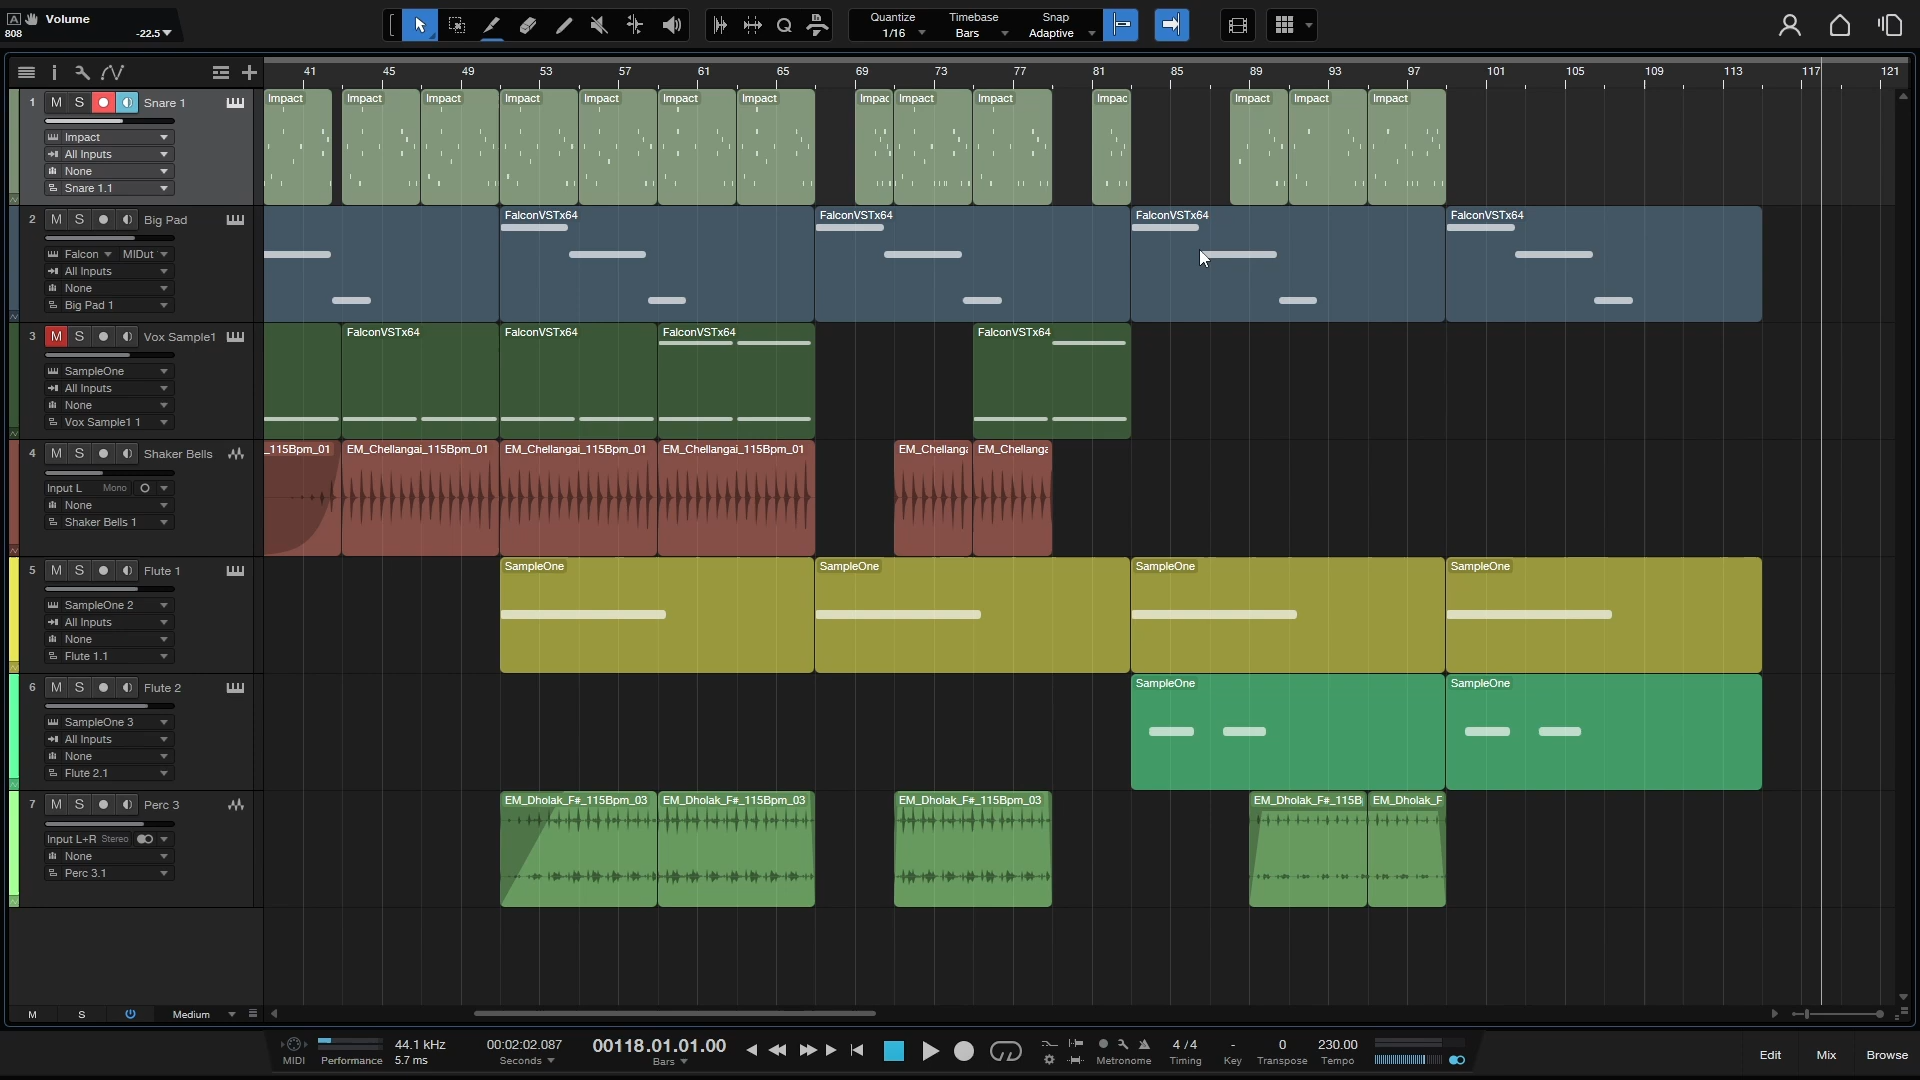 A Volume
808 -22.5
Quantize Timebase Snap
1/16 Bars Adaptive
41 45 49 53 57 61 65 69 73 77 81 85 89 93 97 101 105 109 113 117 121
1 M S Snare 1
Impact
All Inputs
None
Snare 1.1
Impact Impact Impact Impact Impact Impact Impact Impac Impact Impact Impac Impact Impact Impact
2 M S Big Pad
Falcon MIDut
All Inputs
None
Big Pad 1
FalconVSTx64 FalconVSTx64 FalconVSTx64 FalconVSTx64
3 M S Vox Sample1
SampleOne
All Inputs
None
Vox Sample1 1
FalconVSTx64 FalconVSTx64 FalconVSTx64 FalconVSTx64
4 M S Shaker Bells
Input L Mono
None
Shaker Bells 1
_115Bpm_01 EM_Chellangai_115Bpm_01 EM_Chellangai_115Bpm_01 EM_Chellangai_115Bpm_01 EM_Chellanga EM_Chellanga
5 M S Flute 1
SampleOne 2
All Inputs
None
Flute 1.1
SampleOne SampleOne SampleOne SampleOne
6 M S Flute 2
SampleOne 3
All Inputs
None
Flute 2.1
SampleOne SampleOne
7 M S Perc 3
Input L+R Stereo
None
Perc 3.1
EM_Dholak_F#_115Bpm_03 EM_Dholak_F#_115Bpm_03 EM_Dholak_F#_115Bpm_03 EM_Dholak_F#_115B EM_Dholak_F
M S Medium
MIDI
Performance
44.1 kHz
5.7 ms
00:02:02.087
Seconds
00118.01.01.00
Bars
Metronome
4 / 4
Timing
-
Key
0
Transpose
230.00
Tempo
Edit Mix Browse